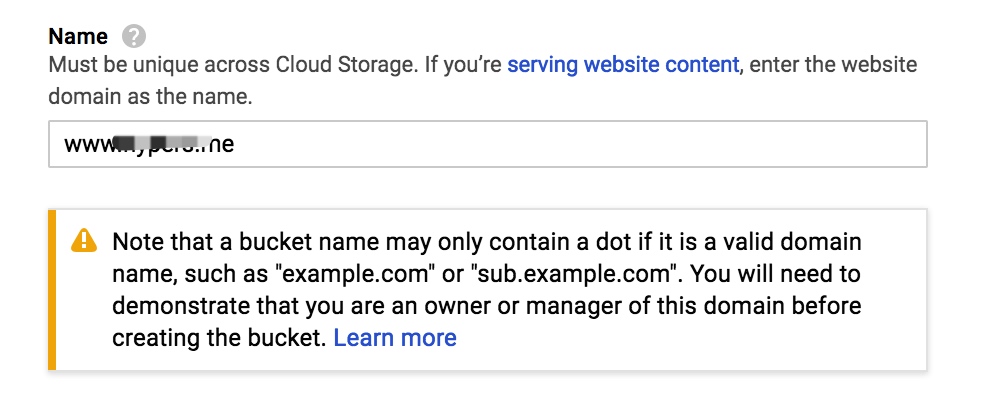 Name
Must be unique across Cloud Storage. If you’re serving website content, enter the website
domain as the name.
Note that a bucket name may only contain a dot if it is a valid domain
name, such as "example.com" or "sub.example.com". You will need to
demonstrate that you are an owner or manager of this domain before
creating the bucket. Learn more